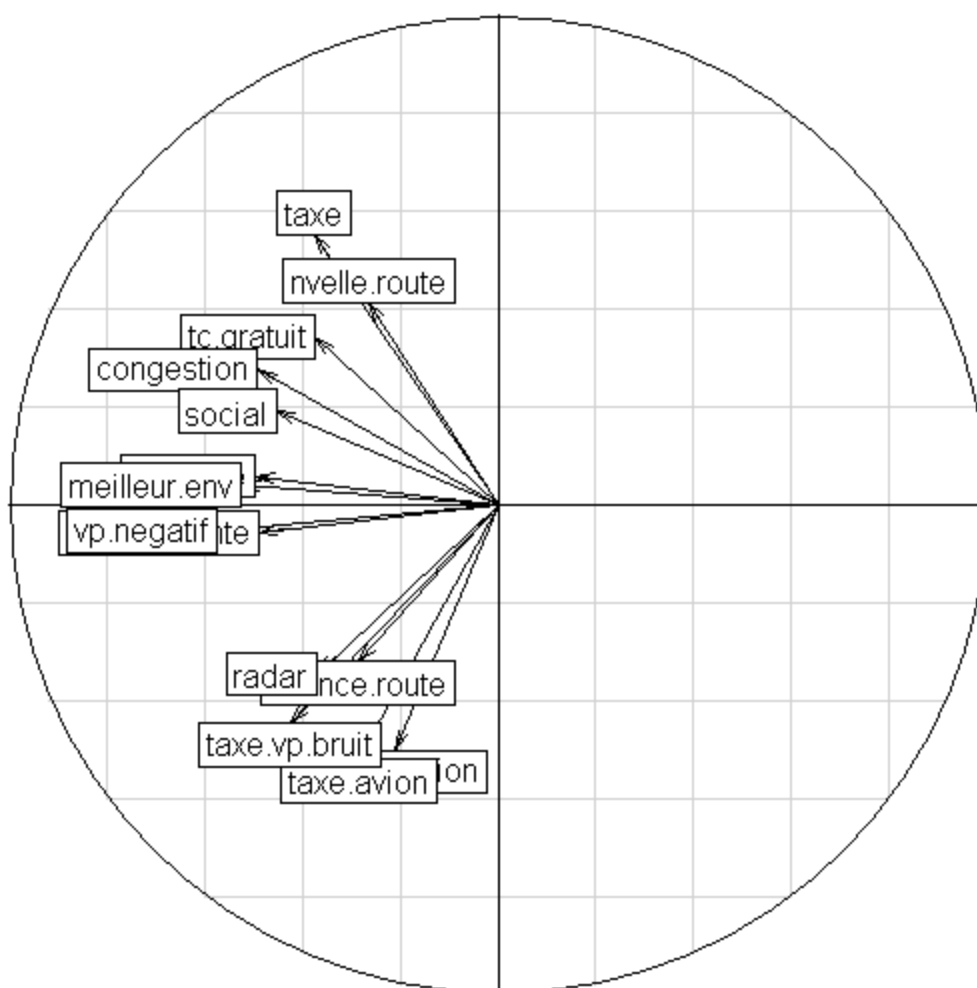 taxe
nvelle.route
tc.gratuit
congestion
social
meilleur.env
vp.negatif
radar
taxe.vp.bruit
taxe.avion